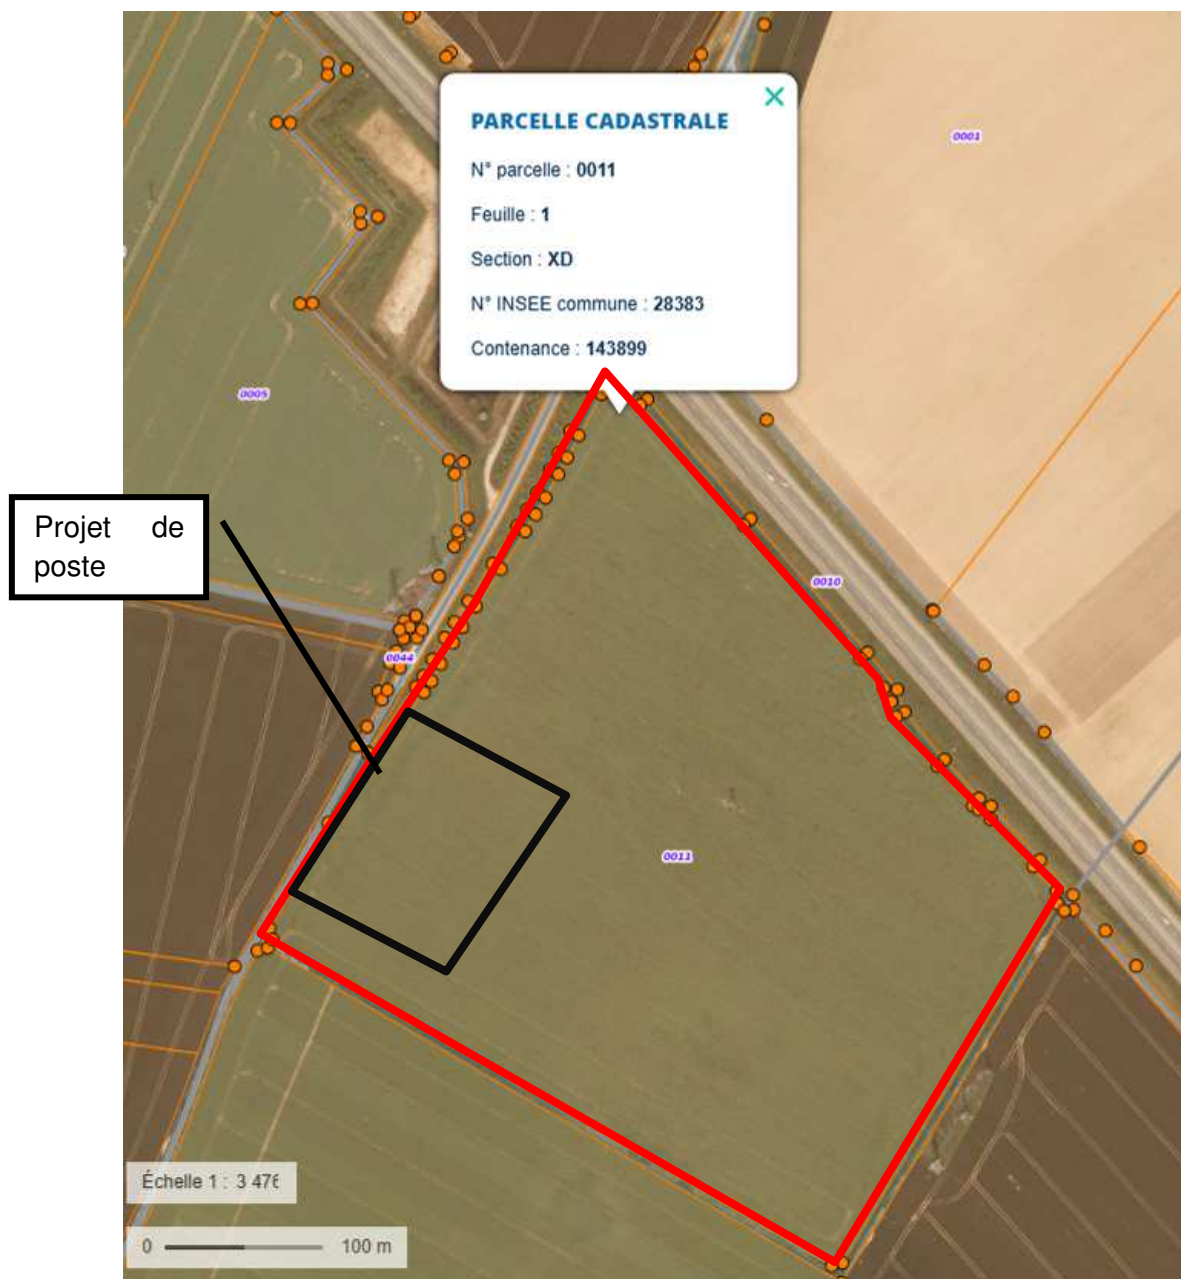 PARCELLE CADASTRALE
N° parcelle : 0011
Feuille : 1
Section : XD
N° INSEE commune : 28383
Contenance : 143899
0001
0005
Projet de
poste
0010
0044
0011
Échelle 1 : 3 476
0 100 m